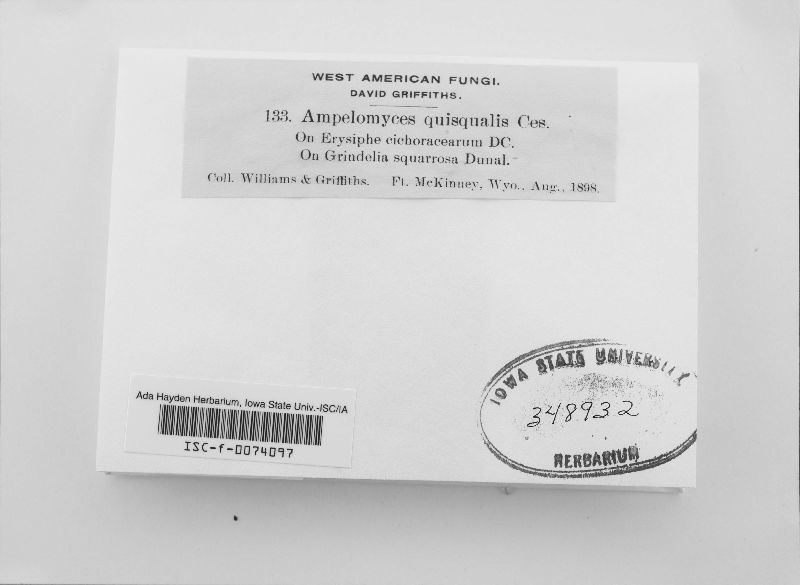 WEST AMERICAN FUNGI.
DAVID GRIFFITHS.
133. Ampelomyces quisqualis Ces.
On Erysiphe cichoracearum DC.
On Grindelia squarrosa Dunal.
Coll. Williams & Griffiths. Ft. McKinney, Wyo., Aug., 1898.
IOWA STATE UNIVERSITY
348932
HERBARIUM
Ada Hayden Herbarium, Iowa State Univ.-ISC/IA
ISC-f-0074097